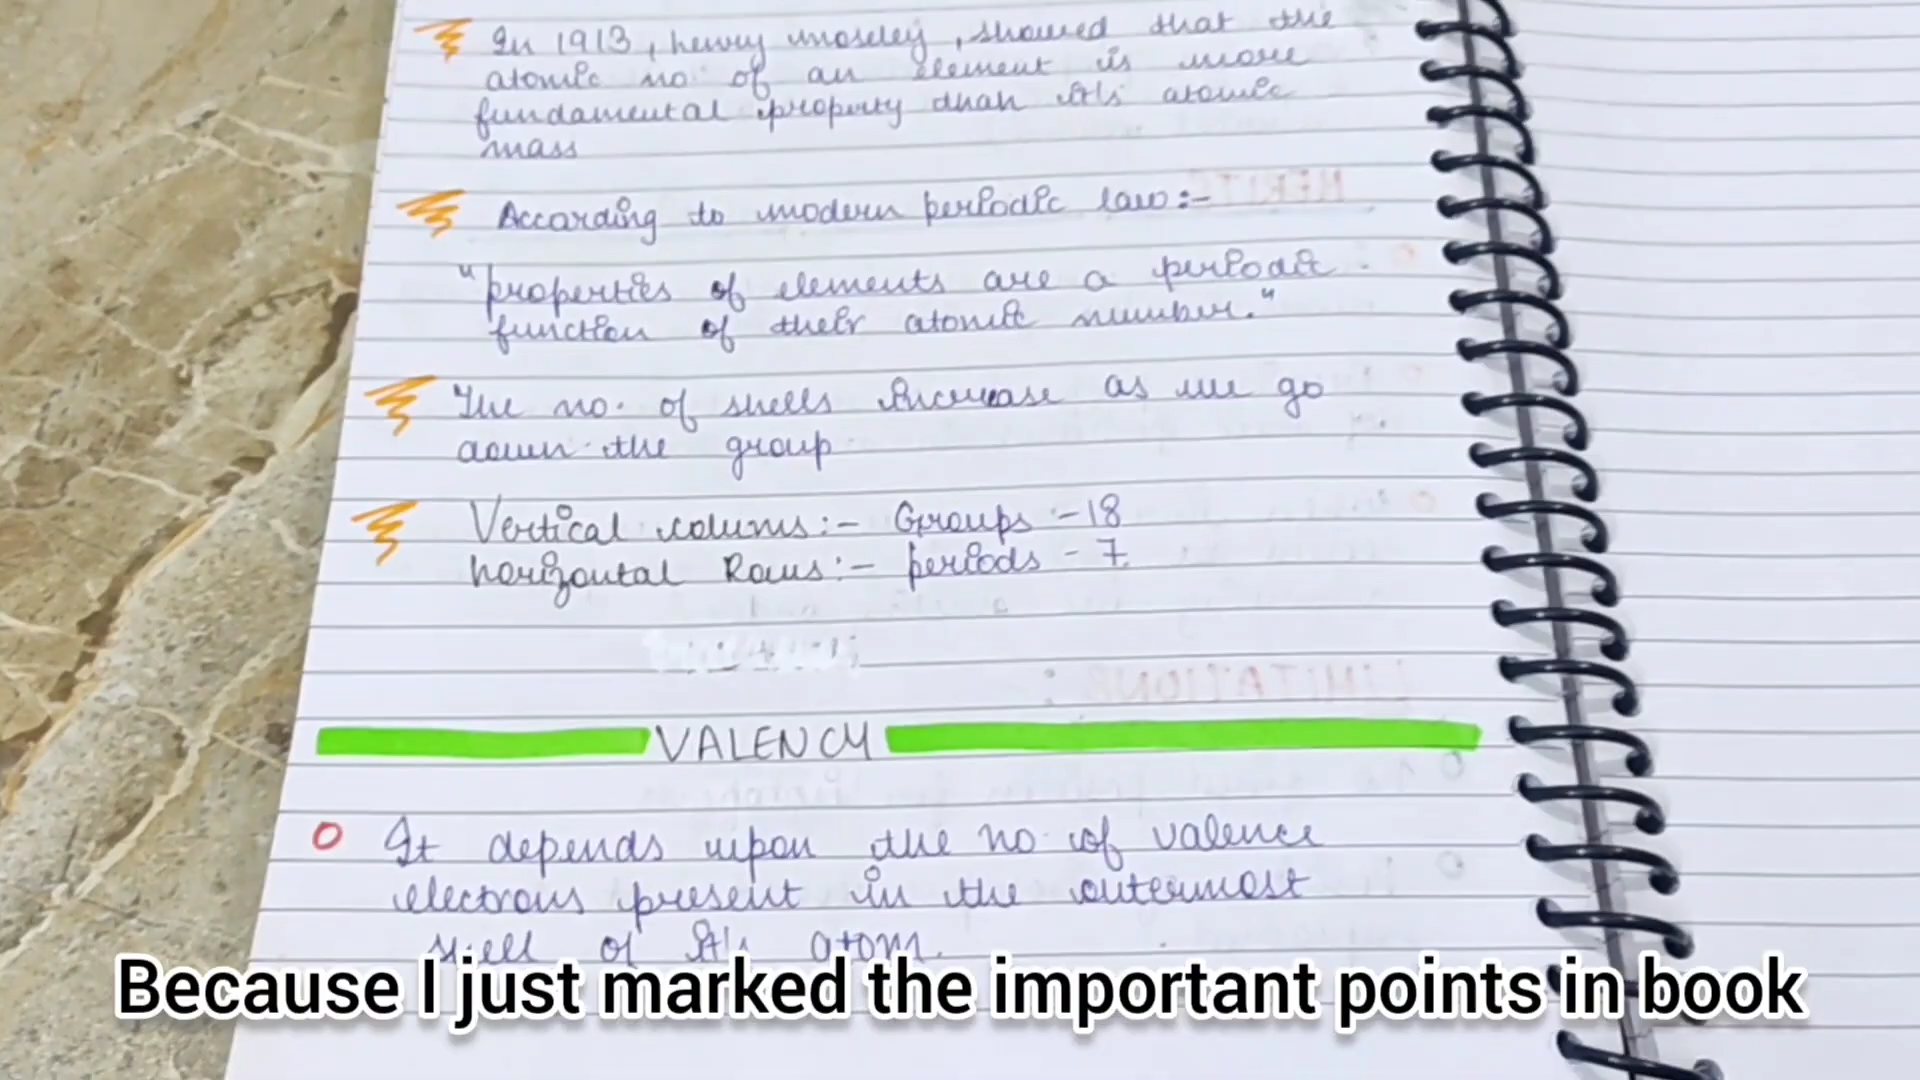 In 1913, henry moseley, showed that the
atomic no. of an element is more
fundamental property than it's atomic
mass
According to modern periodic law:-
"properties of elements are a periodic
function of their atomic number."
The no. of shells increase as we go
down the group
Vertical colums:- Groups - 18
horizontal Rows:- periods - 7.
LIMITATIONS:
VALENCY
It depends upon the no. of valence
electrons present in the outermost
shell of it's atom.
Because I just marked the important points in book